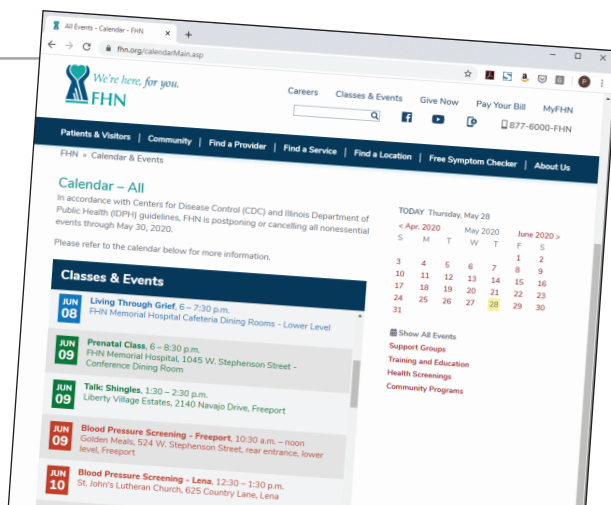 All Events - Calendar - FHN
fhn.org/calendarMain.asp
We're here, for you.
FHN
Careers Classes & Events Give Now Pay Your Bill MyFHN
877-6000-FHN
Patients & Visitors | Community | Find a Provider | Find a Service | Find a Location | Free Symptom Checker | About Us
FHN » Calendar & Events
Calendar – All
In accordance with Centers for Disease Control (CDC) and Illinois Department of
Public Health (IDPH) guidelines, FHN is postponing or cancelling all nonessential
events through May 30, 2020.
Please refer to the calendar below for more information.
Classes & Events
JUN 08
Living Through Grief, 6 – 7:30 p.m.
FHN Memorial Hospital Cafeteria Dining Rooms - Lower Level
JUN 09
Prenatal Class, 6 – 8:30 p.m.
FHN Memorial Hospital, 1045 W. Stephenson Street -
Conference Dining Room
JUN 09
Talk: Shingles, 1:30 – 2:30 p.m.
Liberty Village Estates, 2140 Navajo Drive, Freeport
JUN 09
Blood Pressure Screening - Freeport, 10:30 a.m. – noon
Golden Meals, 524 W. Stephenson Street, rear entrance, lower
level, Freeport
JUN 10
Blood Pressure Screening - Lena, 12:30 – 1:30 p.m.
St. John's Lutheran Church, 625 Country Lane, Lena
TODAY Thursday, May 28
< Apr. 2020 May 2020 June 2020 >
S M T W T F S
1 2
3 4 5 6 7 8 9
10 11 12 13 14 15 16
17 18 19 20 21 22 23
24 25 26 27 28 29 30
31
Show All Events
Support Groups
Training and Education
Health Screenings
Community Programs